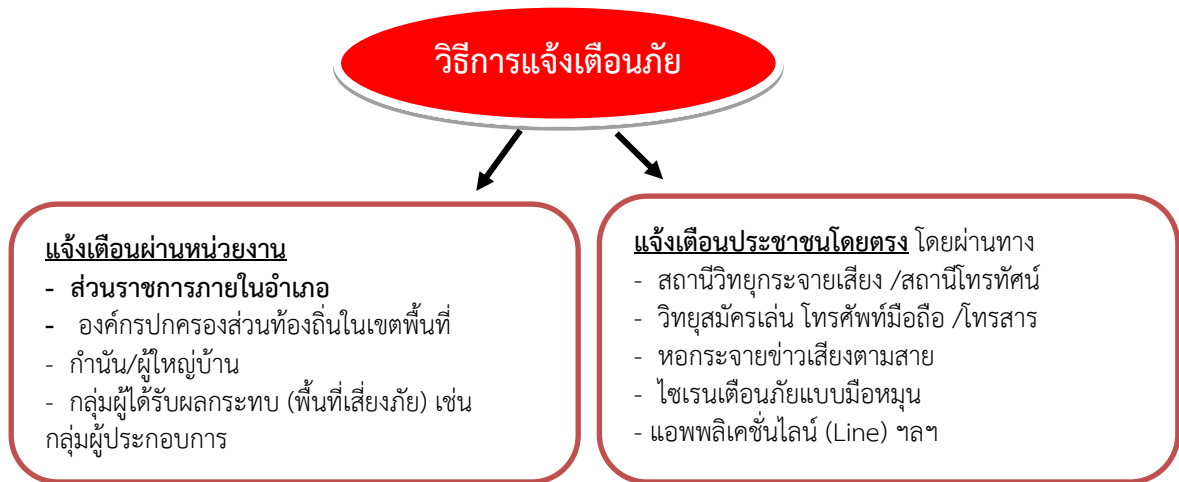 วิธีการแจ้งเตือนภัย
แจ้งเตือนผ่านหน่วยงาน
- ส่วนราชการภายในอำเภอ
- องค์กรปกครองส่วนท้องถิ่นในเขตพื้นที่
- กำนัน/ผู้ใหญ่บ้าน
- กลุ่มผู้ได้รับผลกระทบ (พื้นที่เสี่ยงภัย) เช่น
กลุ่มผู้ประกอบการ
แจ้งเตือนประชาชนโดยตรง โดยผ่านทาง
- สถานีวิทยุกระจายเสียง /สถานีโทรทัศน์
- วิทยุสมัครเล่น โทรศัพท์มือถือ /โทรสาร
- หอกระจายข่าวเสียงตามสาย
- ไซเรนเตือนภัยแบบมือหมุน
- แอพพลิเคชั่นไลน์ (Line) ฯลฯ